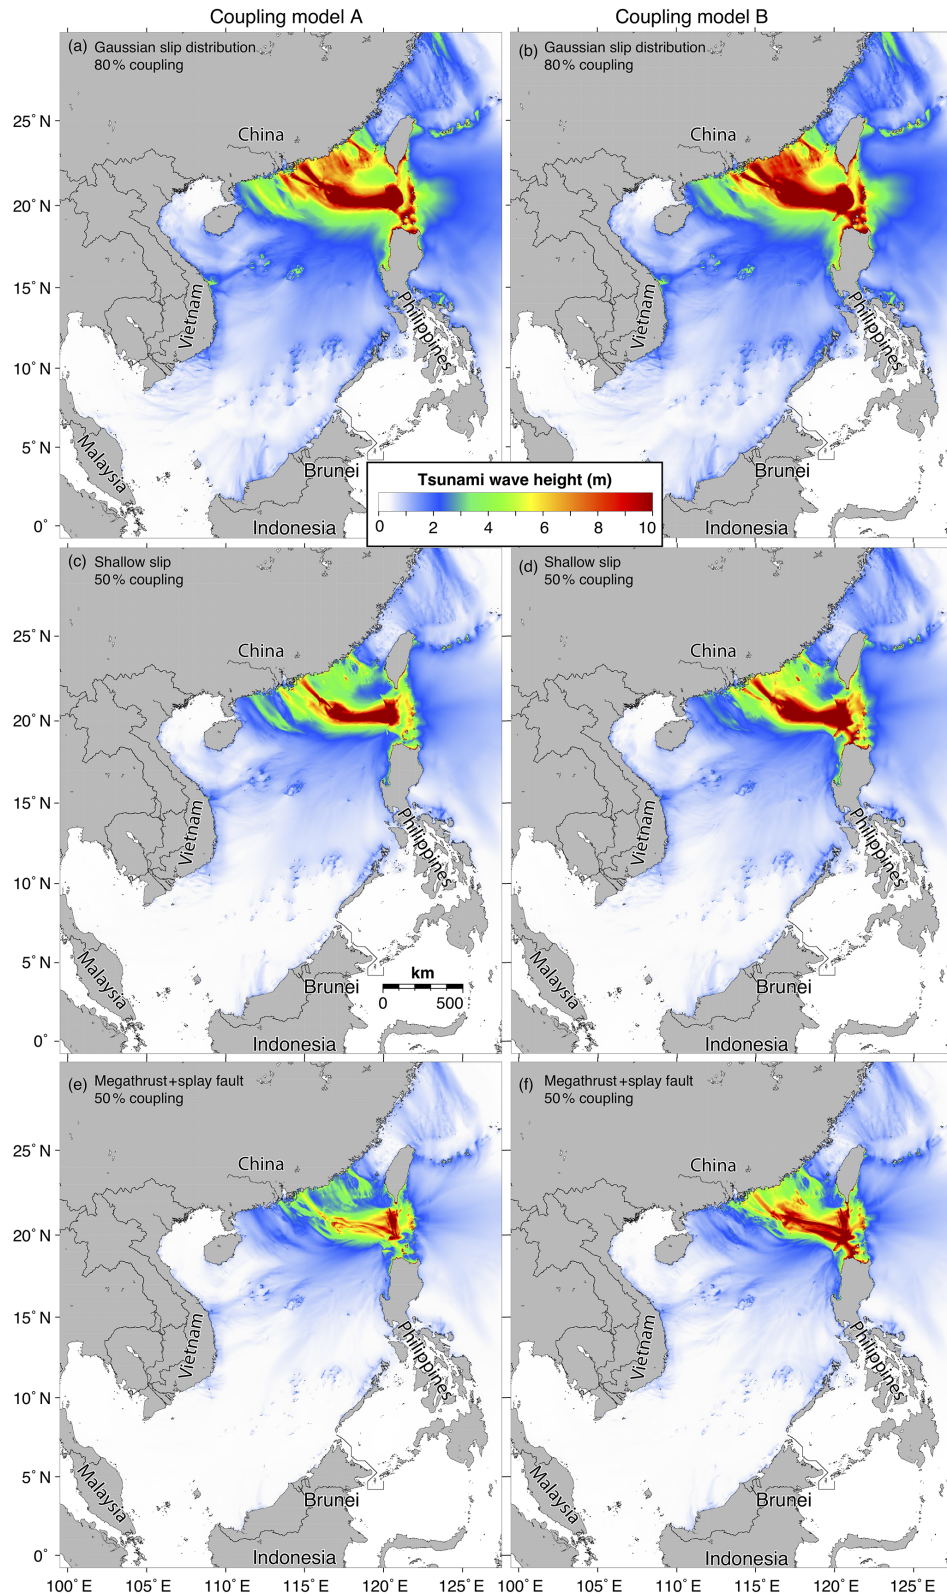 Coupling model A
Coupling model B
(a) Gaussian slip distribution
80 % coupling
(b) Gaussian slip distribution
80 % coupling
25° N
20° N
15° N
10° N
5° N
0°
China
Vietnam
Philippines
Malaysia
Brunei
Indonesia
China
Vietnam
Philippines
Brunei
Indonesia
Tsunami wave height (m)
0 2 4 6 8 10
(c) Shallow slip
50 % coupling
(d) Shallow slip
50 % coupling
25° N
20° N
15° N
10° N
5° N
0°
China
Vietnam
Philippines
Malaysia
Brunei
Indonesia
km
0 500
China
Vietnam
Philippines
Malaysia
Brunei
Indonesia
(e) Megathrust+splay fault
50 % coupling
(f) Megathrust+splay fault
50 % coupling
25° N
20° N
15° N
10° N
5° N
0°
China
Vietnam
Philippines
Malaysia
Brunei
Indonesia
China
Vietnam
Philippines
Malaysia
Brunei
Indonesia
100° E 105° E 110° E 115° E 120° E 125° E
100° E 105° E 110° E 115° E 120° E 125° E